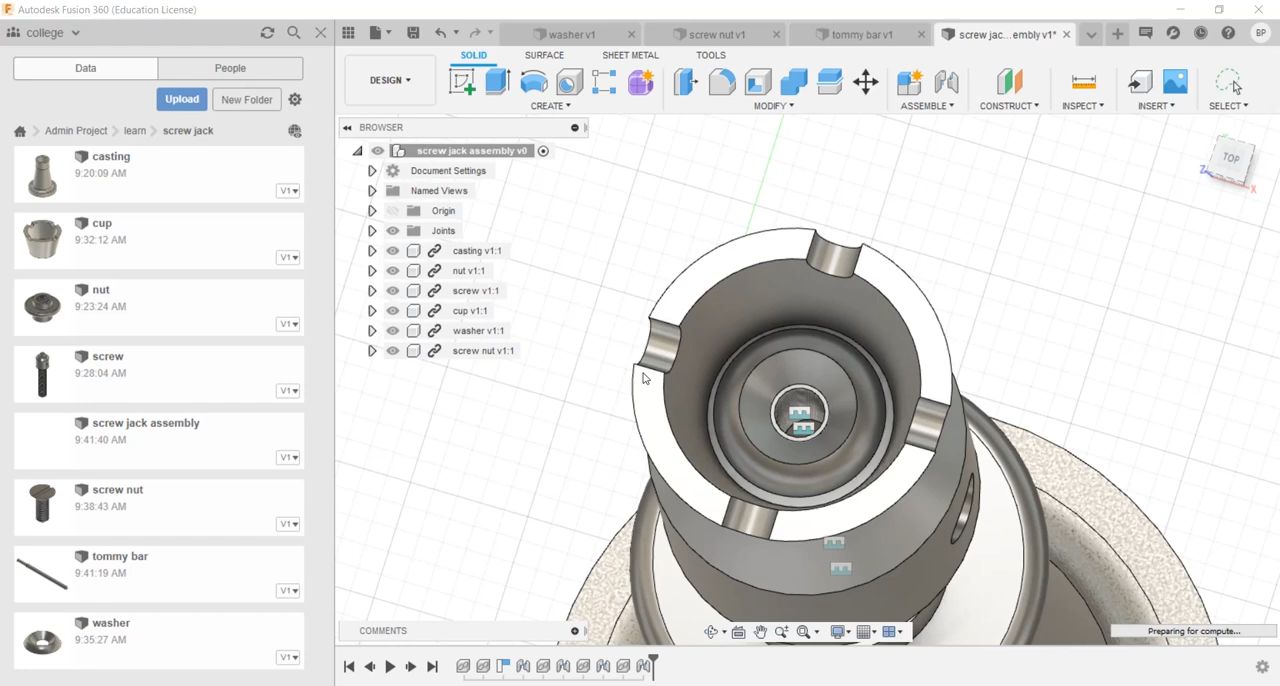 Autodesk Fusion 360 (Education License)
college
washer v1
screw nut v1
tommy bar v1
screw jac...embly v1*
BP
Data
People
Upload
New Folder
Admin Project
learn
screw jack
casting
9:20:09 AM
V1
cup
9:32:12 AM
V1
nut
9:23:24 AM
V1
screw
9:28:04 AM
V1
screw jack assembly
9:41:40 AM
V1
screw nut
9:38:43 AM
V1
tommy bar
9:41:19 AM
V1
washer
9:35:27 AM
V1
DESIGN
SOLID
SURFACE
SHEET METAL
TOOLS
CREATE
MODIFY
ASSEMBLE
CONSTRUCT
INSPECT
INSERT
SELECT
BROWSER
screw jack assembly v0
Document Settings
Named Views
Origin
Joints
casting v1:1
nut v1:1
screw v1:1
cup v1:1
washer v1:1
screw nut v1:1
TOP
Z
X
COMMENTS
Preparing for compute...